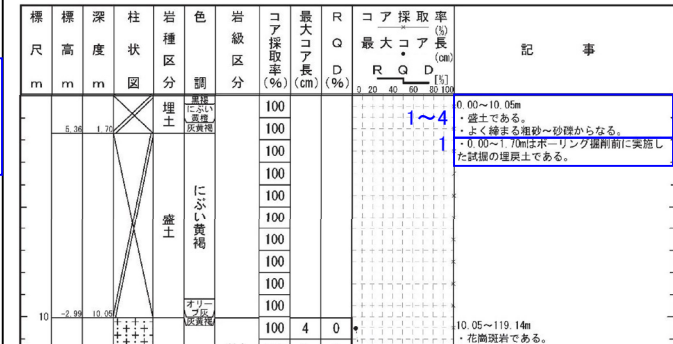 標尺 m
標高 m
深度 m
柱状図
岩種区分
色調
岩級区分
コア採取率(%)
最大コア長(cm)
RQD(%)
コア採取率(%)
最大コア長(cm)
RQD[%]
0 20 40 60 80 100
記事
埋土
黒褐
にぶい黄橙
灰黄褐
100
0.00～10.05m
・盛土である。
・よく締まる粗砂～砂礫からなる。
1～4
5.36 1.70
100
1
・0.00～1.70mはボーリング掘削前に実施し
た試掘の埋戻土である。
100
100
100
盛土
にぶい黄褐
100
100
100
100
オリーブ灰
100
10 -2.99 10.05
灰黄褐
100 4 0
10.05～119.14m
・花崗斑岩である。